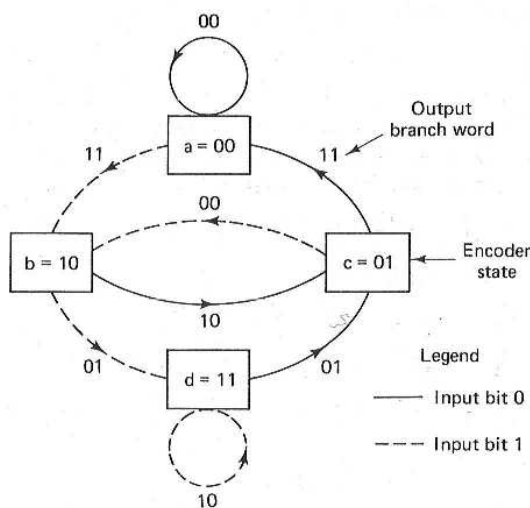 00
Output
branch word
11
a = 00
11
00
b = 10
c = 01
Encoder
state
10
01
d = 11
01
Legend
Input bit 0
Input bit 1
10